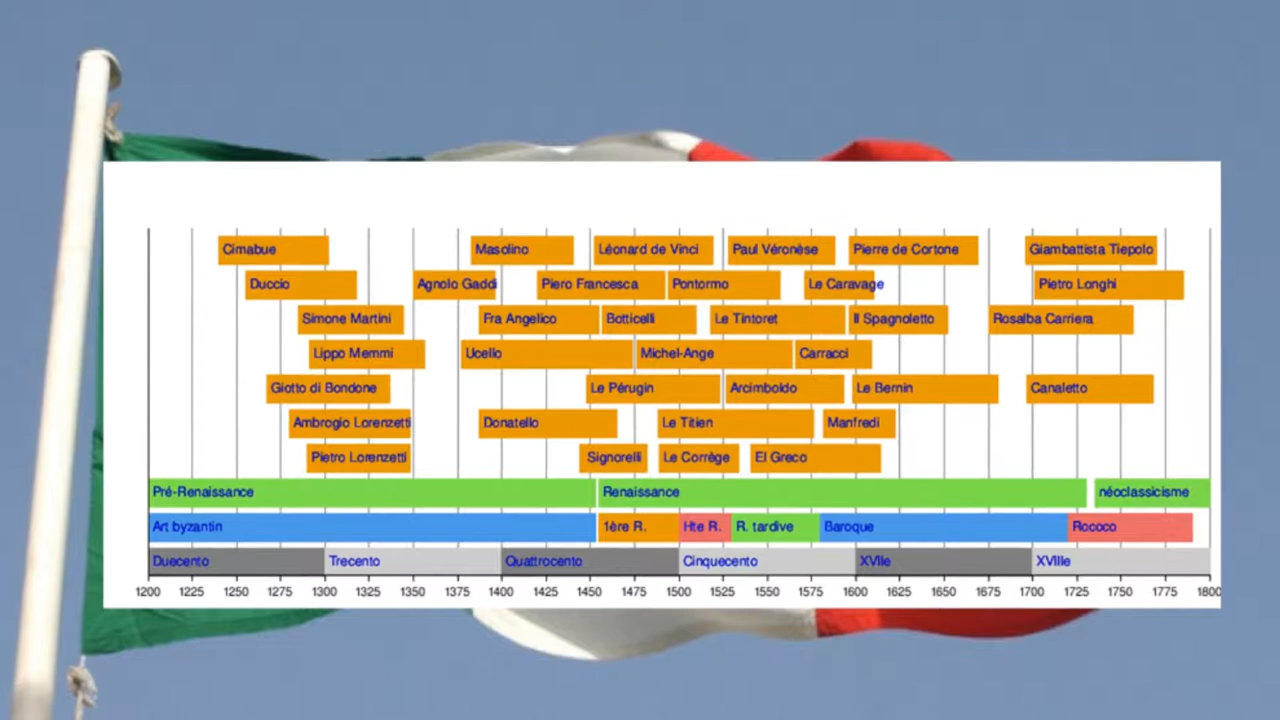 Cimabue Masolino Léonard de Vinci Paul Véronèse Pierre de Cortone Giambattista Tiepolo
Duccio Agnolo Gaddi Piero Francesca Pontormo Le Caravage Pietro Longhi
Simone Martini Fra Angelico Botticelli Le Tintoret Il Spagnoletto Rosalba Carriera
Lippo Memmi Ucello Michel-Ange Carracci
Giotto di Bondone Le Pérugin Arcimboldo Le Bernin Canaletto
Ambrogio Lorenzetti Donatello Le Titien Manfredi
Pietro Lorenzetti Signorelli Le Corrège El Greco
Pré-Renaissance Renaissance néoclassicisme
Art byzantin 1ère R. Hte R. R. tardive Baroque Rococo
Duecento Trecento Quattrocento Cinquecento XVIIe XVIIIe
1200 1225 1250 1275 1300 1325 1350 1375 1400 1425 1450 1475 1500 1525 1550 1575 1600 1625 1650 1675 1700 1725 1750 1775 1800